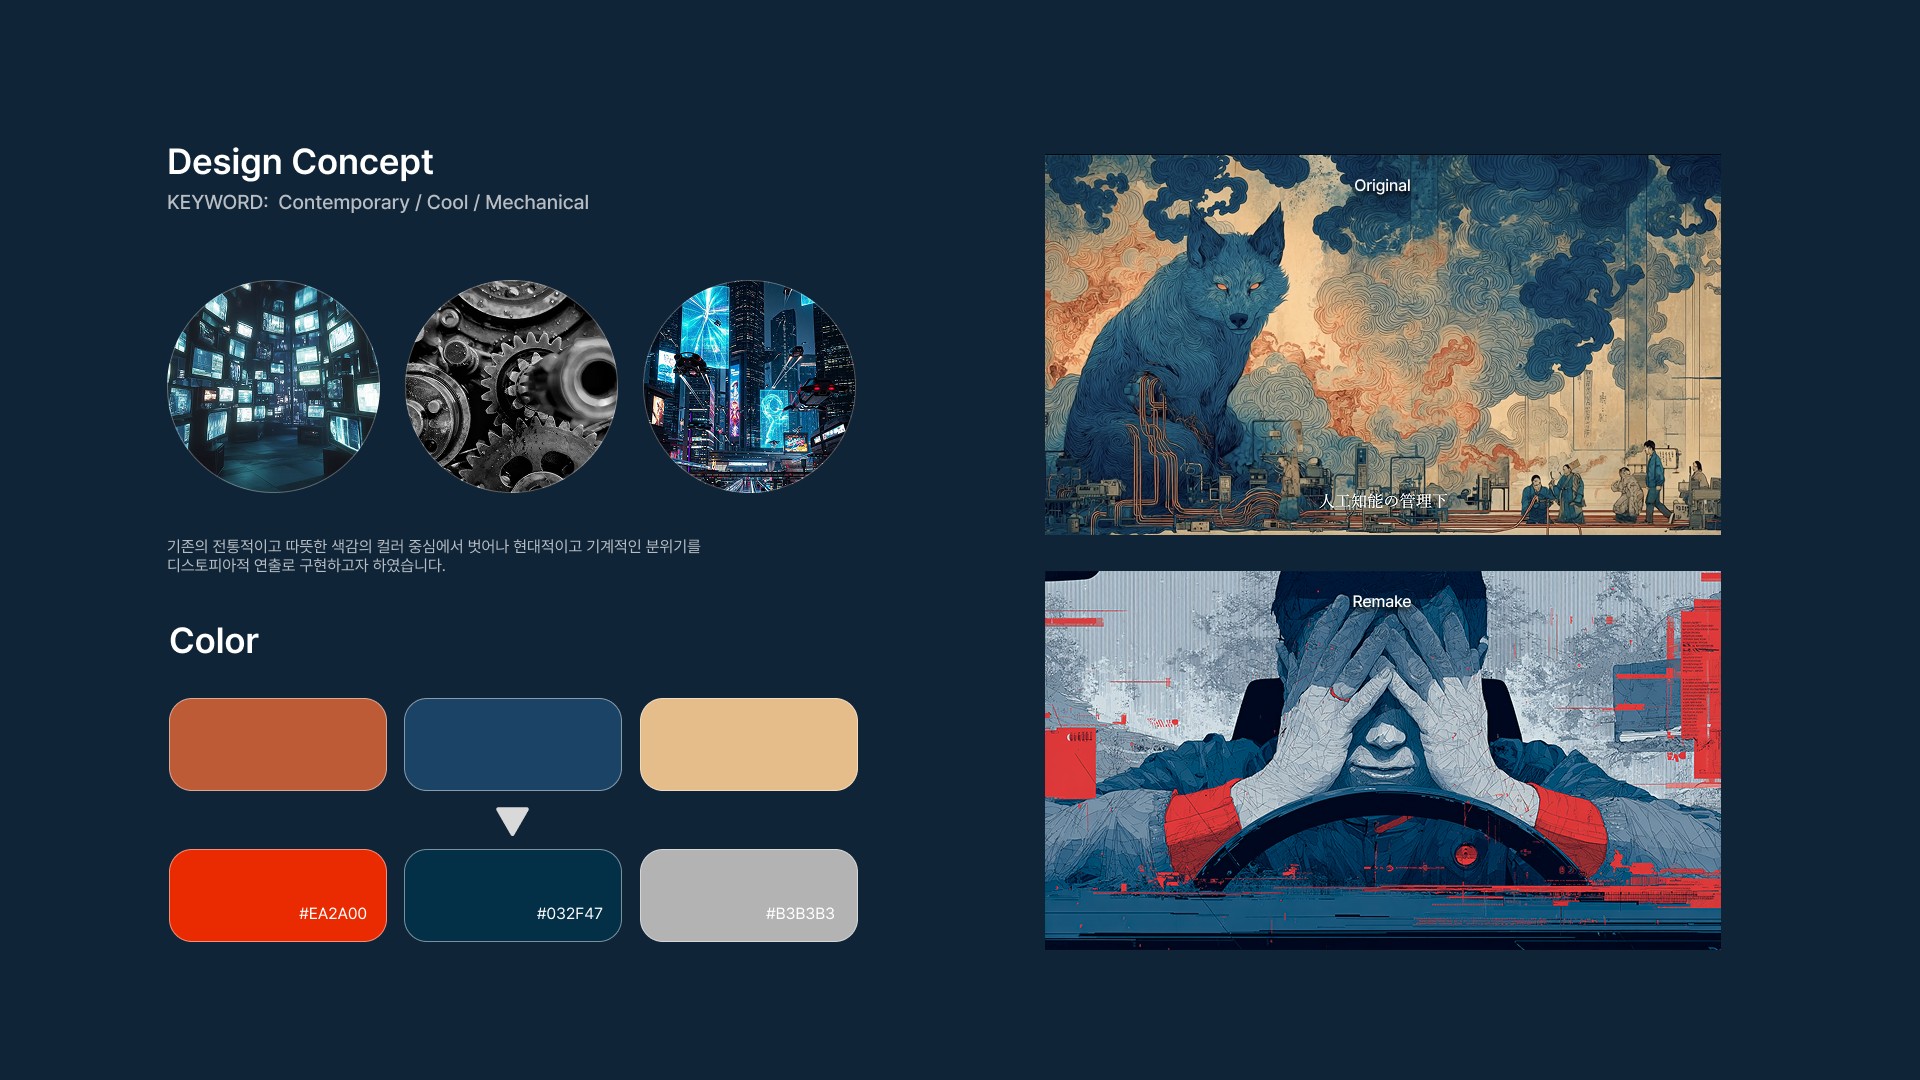 Design Concept
KEYWORD: Contemporary / Cool / Mechanical
기존의 전통적이고 따뜻한 색감의 컬러 중심에서 벗어나 현대적이고 기계적인 분위기를
디스토피아적 연출로 구현하고자 하였습니다.
Color
#EA2A00
#032F47
#B3B3B3
Original
人工知能の管理下
Remake